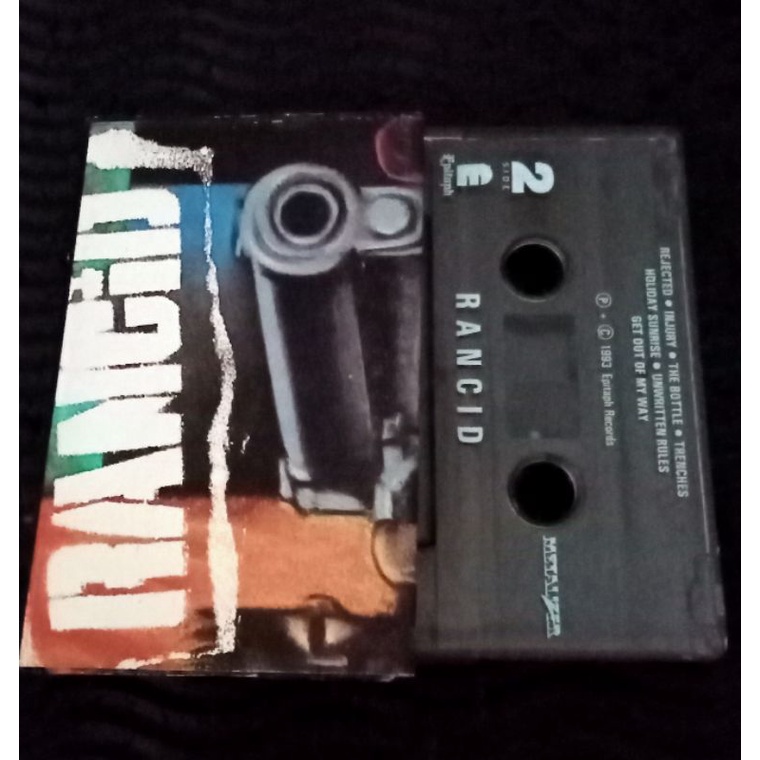 RANCID
2
SIDE
E
Epitaph
RANCID
REJECTED • INJURY • THE BOTTLE • TRENCHES
HOLIDAY SUNRISE • UNWRITTEN RULES
GET OUT OF MY WAY
Ⓟ + © 1993 Epitaph Records
METALIZER